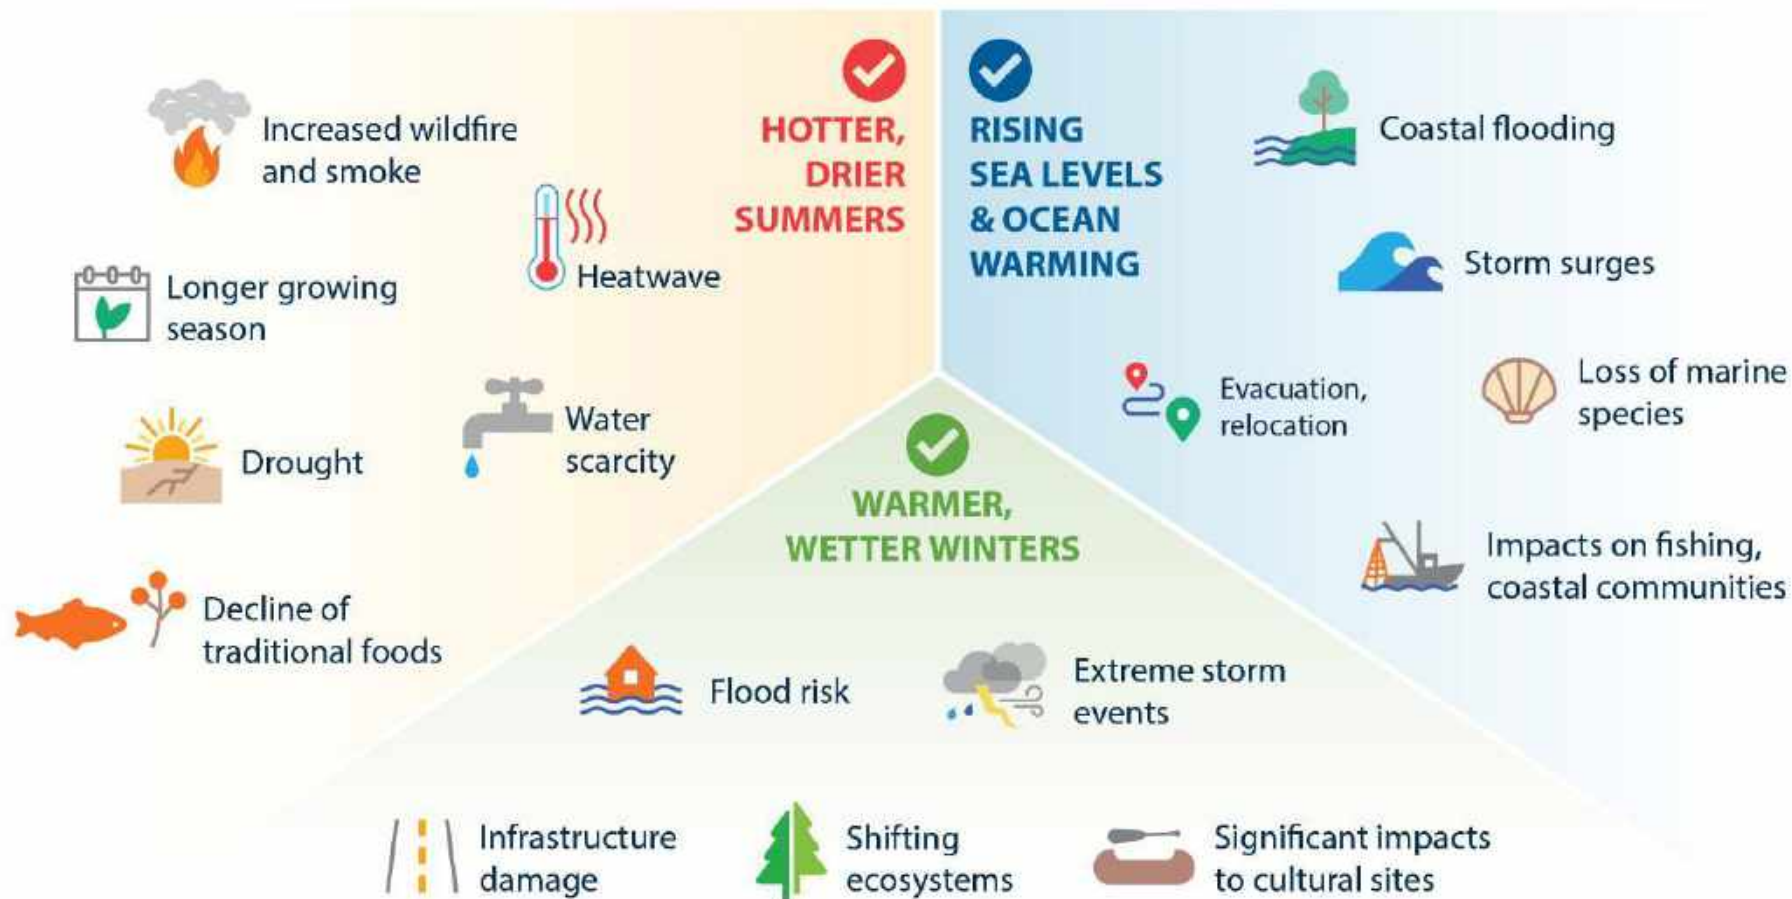 HOTTER,
DRIER
SUMMERS
Increased wildfire
and smoke
Heatwave
Longer growing
season
Water
scarcity
Drought
Decline of
traditional foods
RISING
SEA LEVELS
& OCEAN
WARMING
Coastal flooding
Storm surges
Evacuation,
relocation
Loss of marine
species
Impacts on fishing,
coastal communities
WARMER,
WETTER WINTERS
Flood risk
Extreme storm
events
Infrastructure
damage
Shifting
ecosystems
Significant impacts
to cultural sites